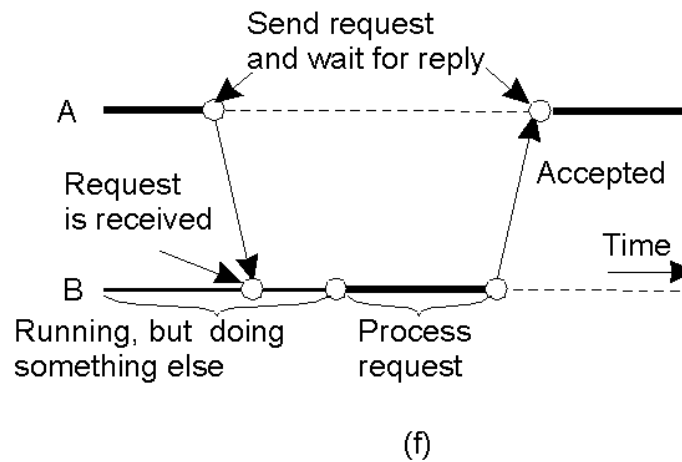 Send request
and wait for reply
A
Request
is received
Accepted
Time
B
Running, but doing
something else
Process
request
(f)